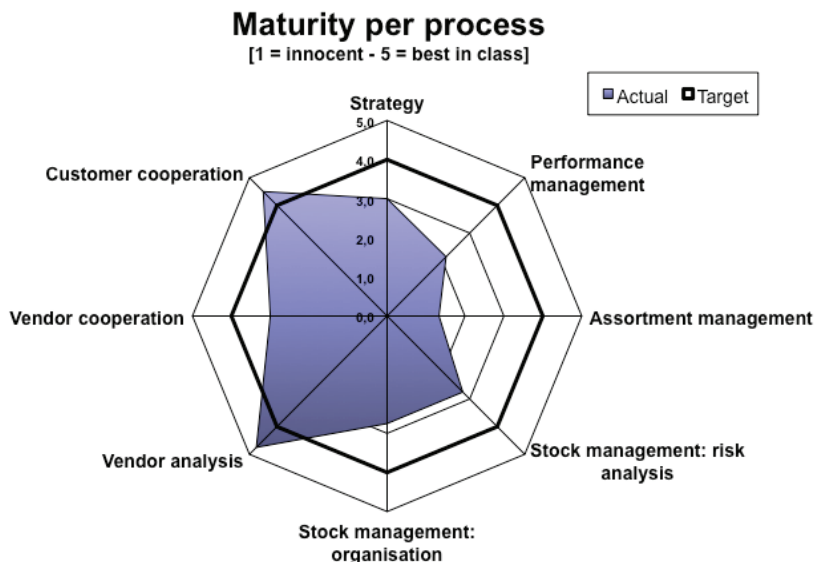 Maturity per process
[1 = innocent - 5 = best in class]
Actual Target
Strategy
5,0
4,0
3,0
2,0
1,0
0,0
Performance
management
Assortment management
Stock management: risk
analysis
Stock management:
organisation
Vendor analysis
Vendor cooperation
Customer cooperation